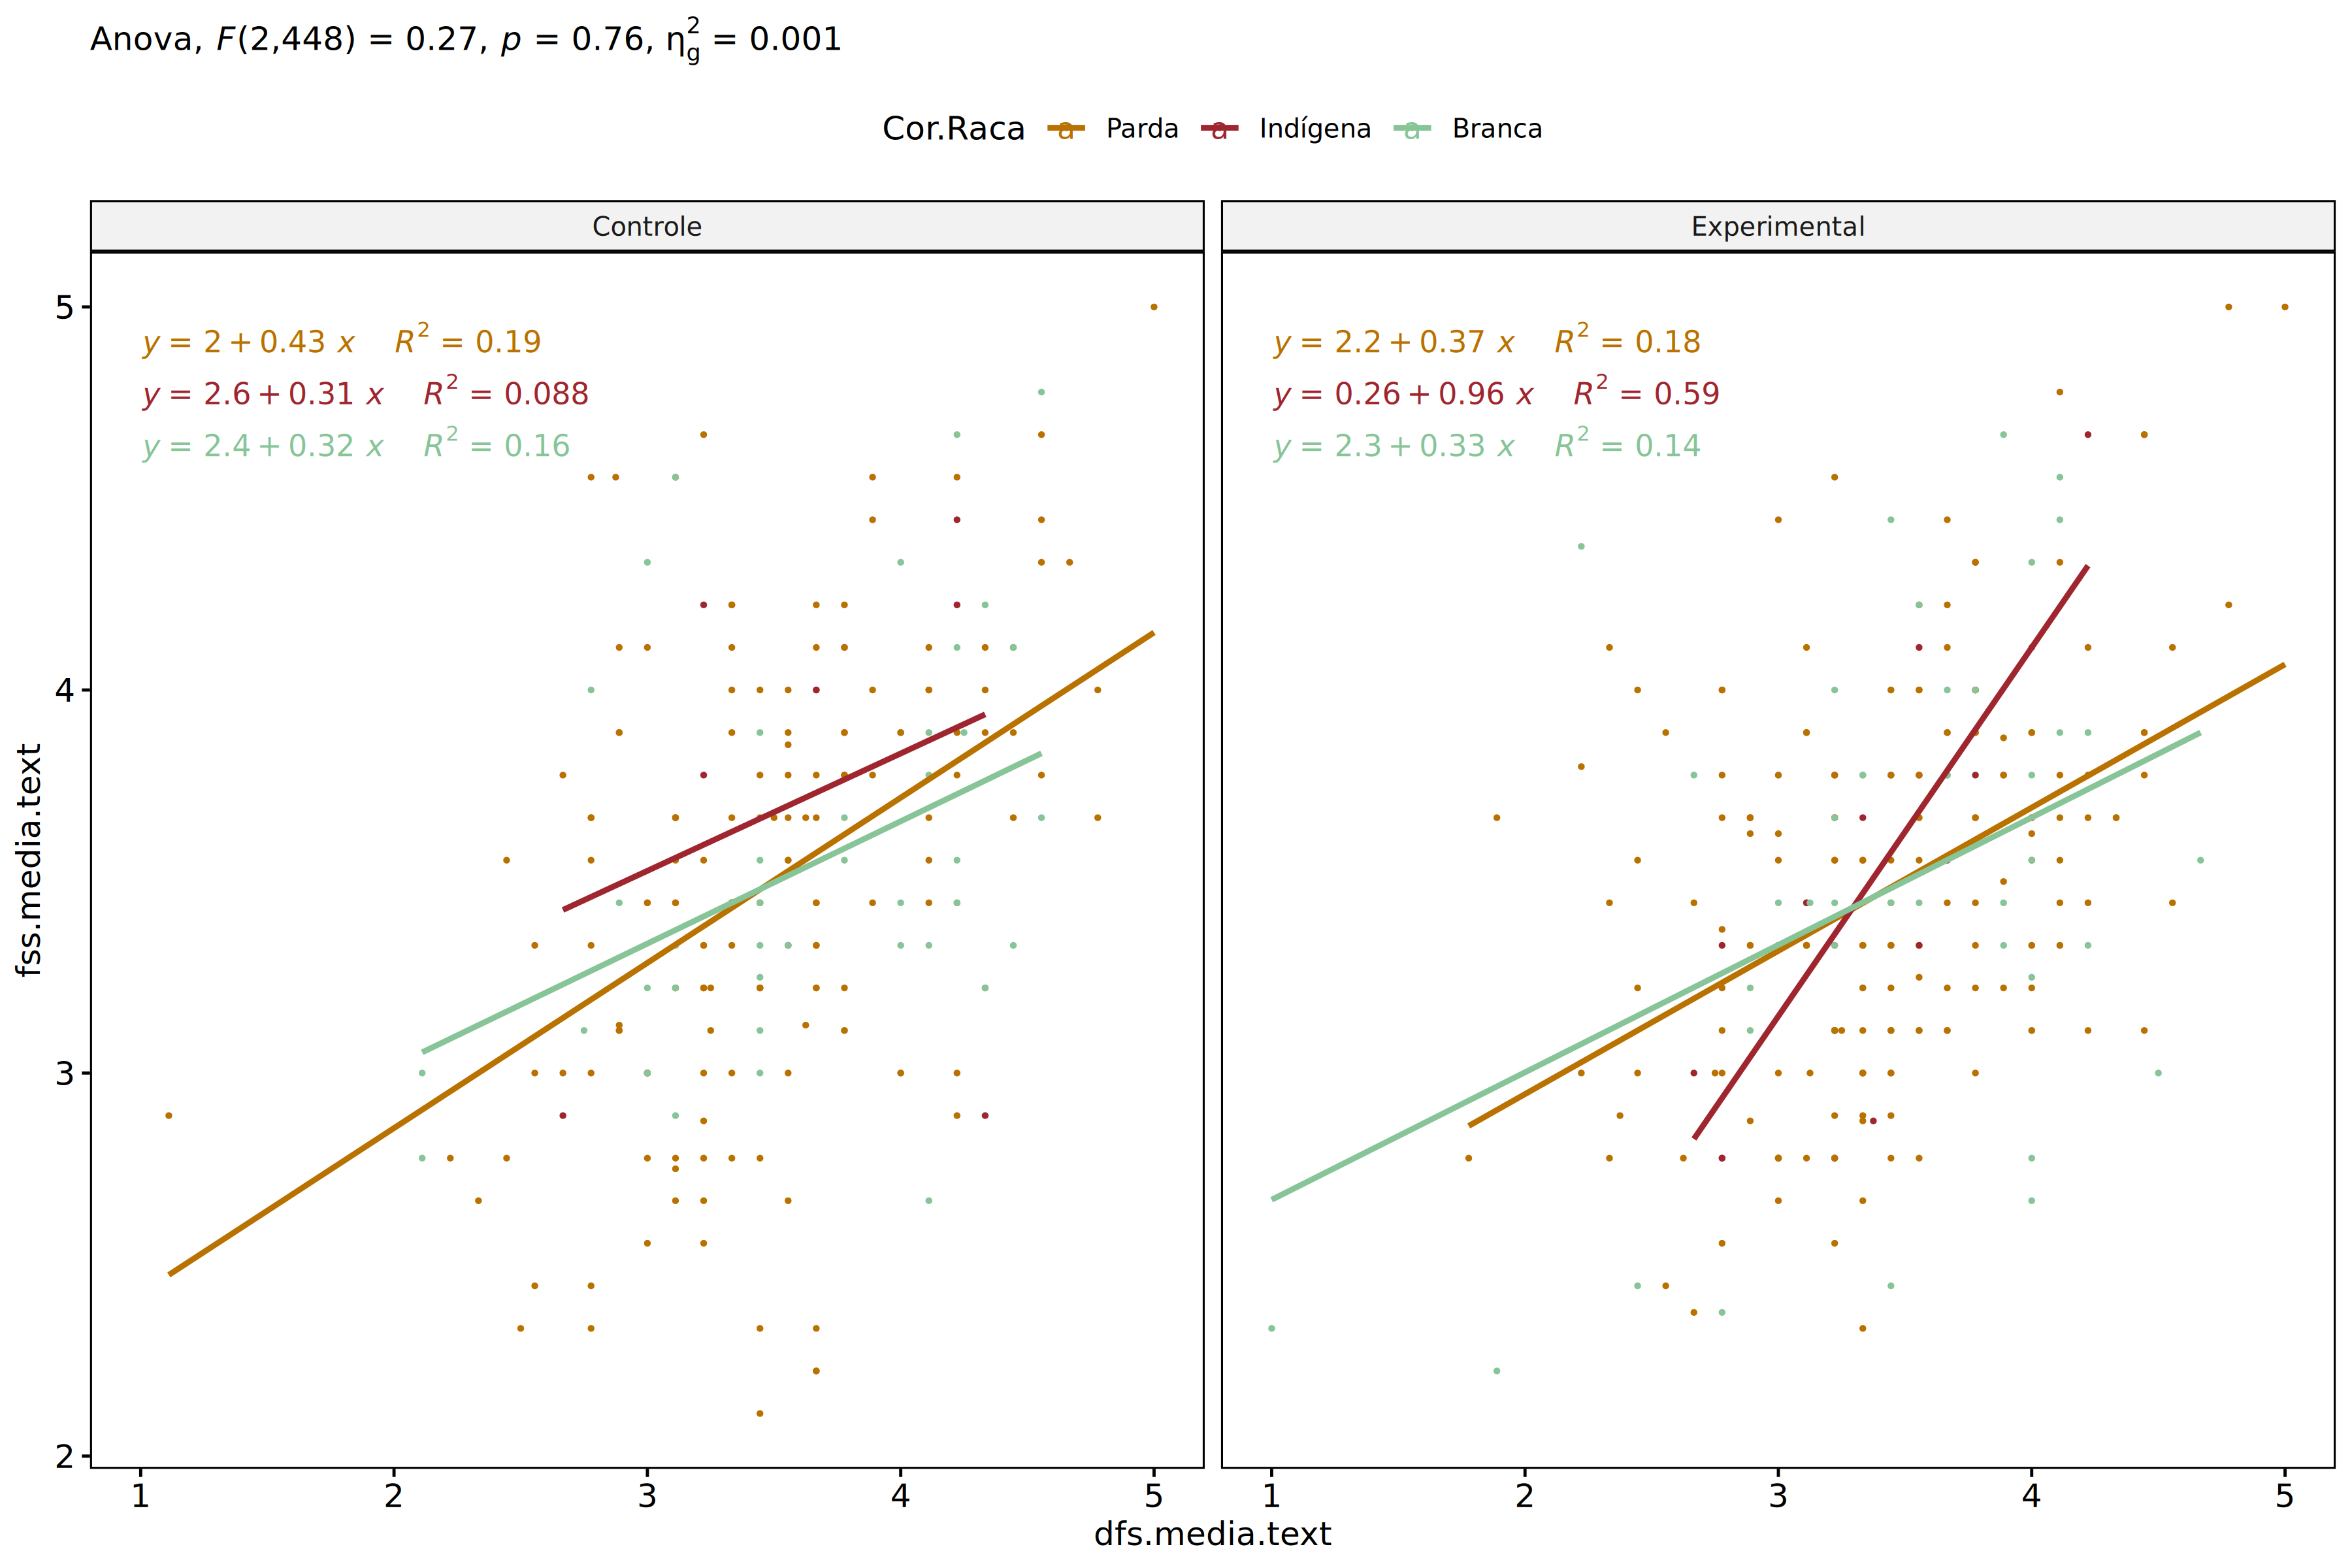 Anova, F(2,448) = 0.27, p = 0.76, η²g = 0.001
Cor.Raca a Parda a Indígena a Branca
Controle
Experimental
y = 2 + 0.43 x R² = 0.19
y = 2.6 + 0.31 x R² = 0.088
y = 2.4 + 0.32 x R² = 0.16
y = 2.2 + 0.37 x R² = 0.18
y = 0.26 + 0.96 x R² = 0.59
y = 2.3 + 0.33 x R² = 0.14
fss.media.text
5
4
3
2
1 2 3 4 5
1 2 3 4 5
dfs.media.text